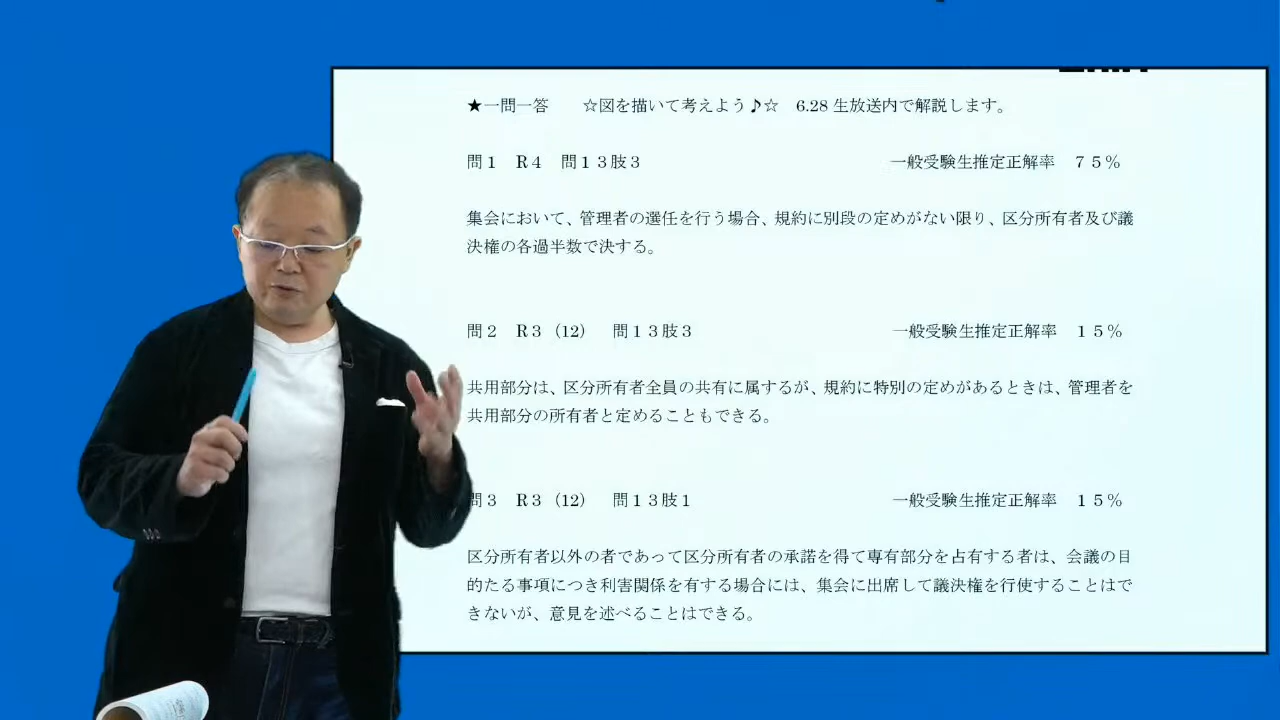 ★一問一答　　☆図を描いて考えよう♪☆　6.28 生放送内で解説します。
問１　R４　問１３肢３　　　一般受験生推定正解率　７５％
集会において、管理者の選任を行う場合、規約に別段の定めがない限り、区分所有者及び議
決権の各過半数で決する。
問２　R３（12）　問１３肢３　　　一般受験生推定正解率　１５％
共用部分は、区分所有者全員の共有に属するが、規約に特別の定めがあるときは、管理者を
共用部分の所有者と定めることもできる。
問３　R３（12）　問１３肢１　　　一般受験生推定正解率　１５％
区分所有者以外の者であって区分所有者の承諾を得て専有部分を占有する者は、会議の目
的たる事項につき利害関係を有する場合には、集会に出席して議決権を行使することはで
きないが、意見を述べることはできる。